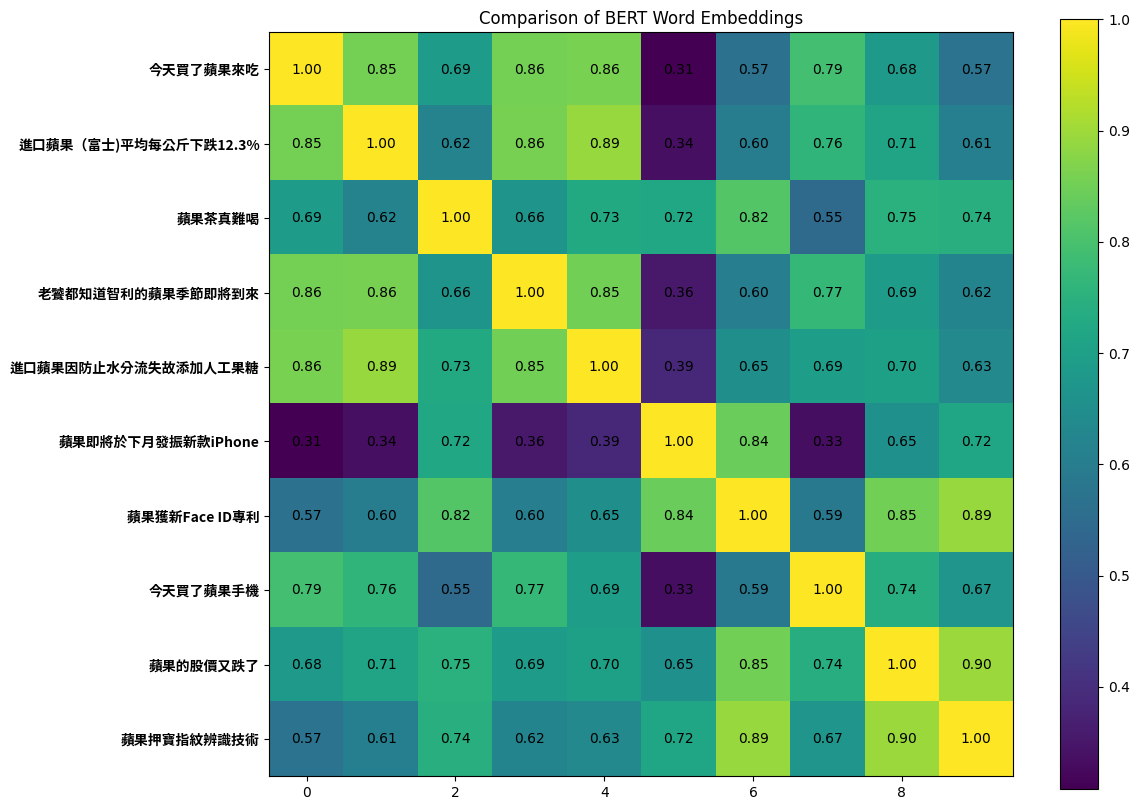 Comparison of BERT Word Embeddings
今天買了蘋果來吃 1.00 0.85 0.69 0.86 0.86 0.31 0.57 0.79 0.68 0.57
進口蘋果（富士)平均每公斤下跌12.3% 0.85 1.00 0.62 0.86 0.89 0.34 0.60 0.76 0.71 0.61
蘋果茶真難喝 0.69 0.62 1.00 0.66 0.73 0.72 0.82 0.55 0.75 0.74
老饕都知道智利的蘋果季節即將到來 0.86 0.86 0.66 1.00 0.85 0.36 0.60 0.77 0.69 0.62
進口蘋果因防止水分流失故添加人工果糖 0.86 0.89 0.73 0.85 1.00 0.39 0.65 0.69 0.70 0.63
蘋果即將於下月發振新款iPhone 0.31 0.34 0.72 0.36 0.39 1.00 0.84 0.33 0.65 0.72
蘋果獲新Face ID專利 0.57 0.60 0.82 0.60 0.65 0.84 1.00 0.59 0.85 0.89
今天買了蘋果手機 0.79 0.76 0.55 0.77 0.69 0.33 0.59 1.00 0.74 0.67
蘋果的股價又跌了 0.68 0.71 0.75 0.69 0.70 0.65 0.85 0.74 1.00 0.90
蘋果押寶指紋辨識技術 0.57 0.61 0.74 0.62 0.63 0.72 0.89 0.67 0.90 1.00
0 2 4 6 8
1.0
0.9
0.8
0.7
0.6
0.5
0.4